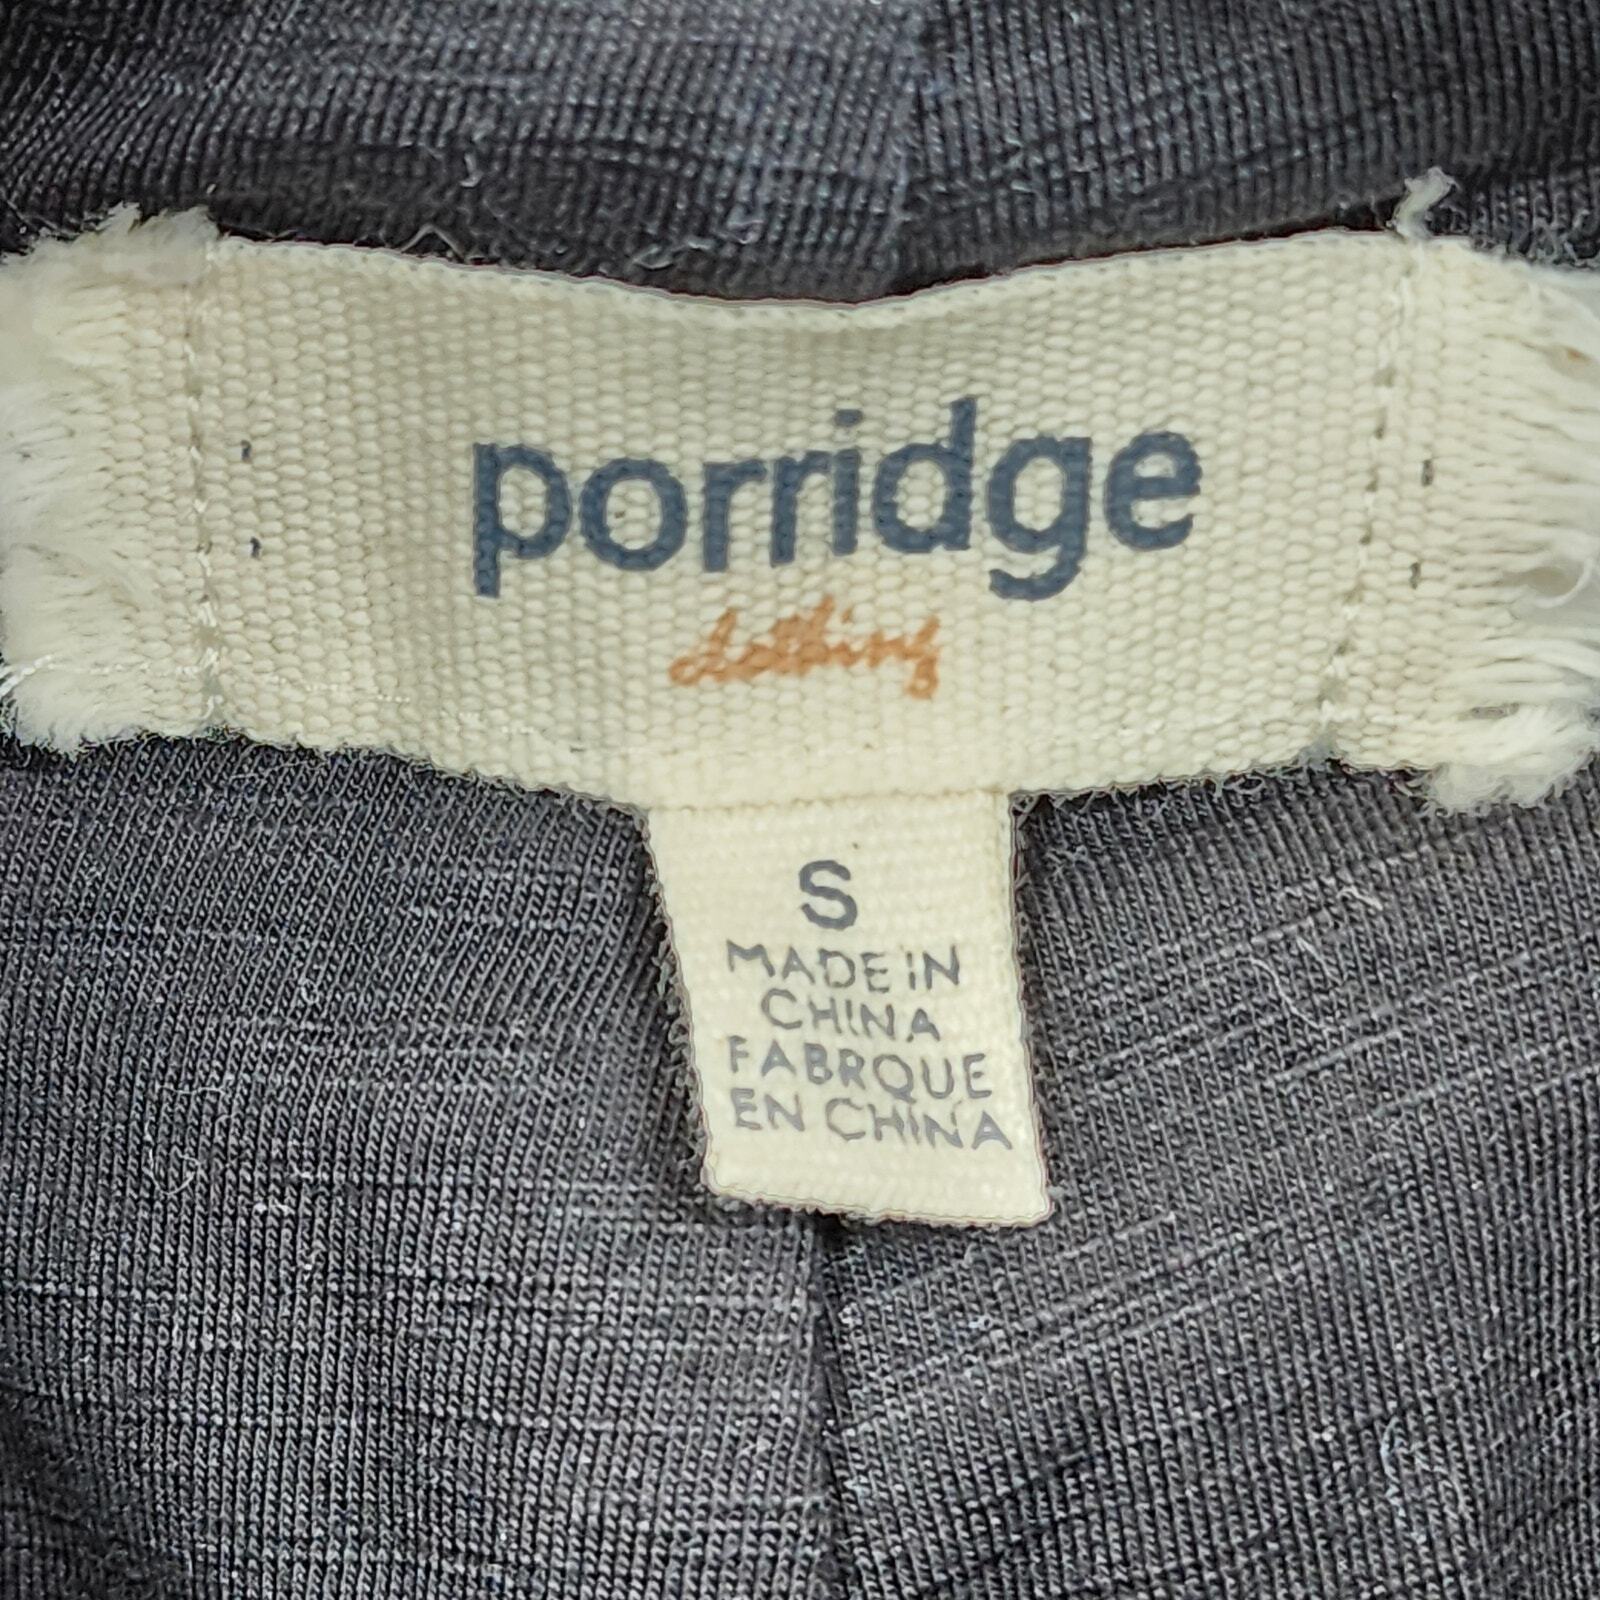 porridge
clothing
S
MADE IN
CHINA
FABRQUE
EN CHINA